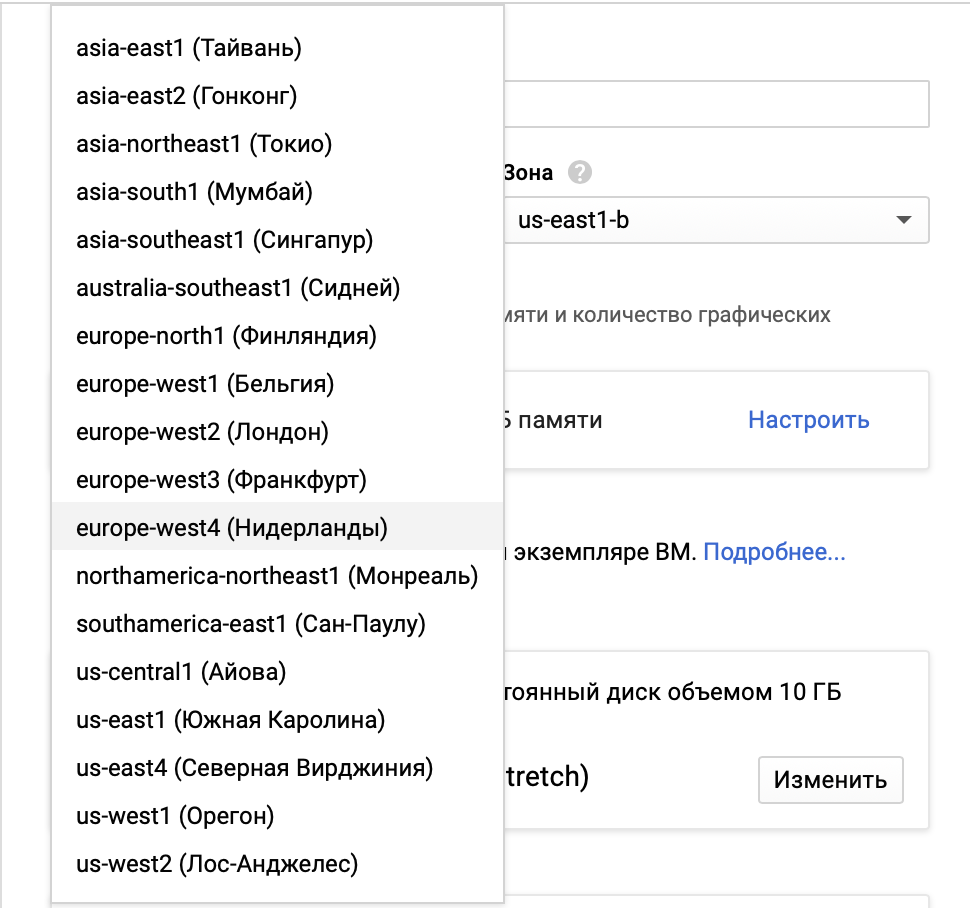 asia-east1 (Тайвань)
asia-east2 (Гонконг)
asia-northeast1 (Токио)
asia-south1 (Мумбай)
asia-southeast1 (Сингапур)
australia-southeast1 (Сидней)
europe-north1 (Финляндия)
europe-west1 (Бельгия)
europe-west2 (Лондон)
europe-west3 (Франкфурт)
europe-west4 (Нидерланды)
northamerica-northeast1 (Монреаль)
southamerica-east1 (Сан-Паулу)
us-central1 (Айова)
us-east1 (Южная Каролина)
us-east4 (Северная Вирджиния)
us-west1 (Орегон)
us-west2 (Лос-Анджелес)
Зона ?
us-east1-b
мяти и количество графических
памяти
Настроить
экземпляре ВМ. Подробнее...
тоянный диск объемом 10 ГБ
tretch)
Изменить